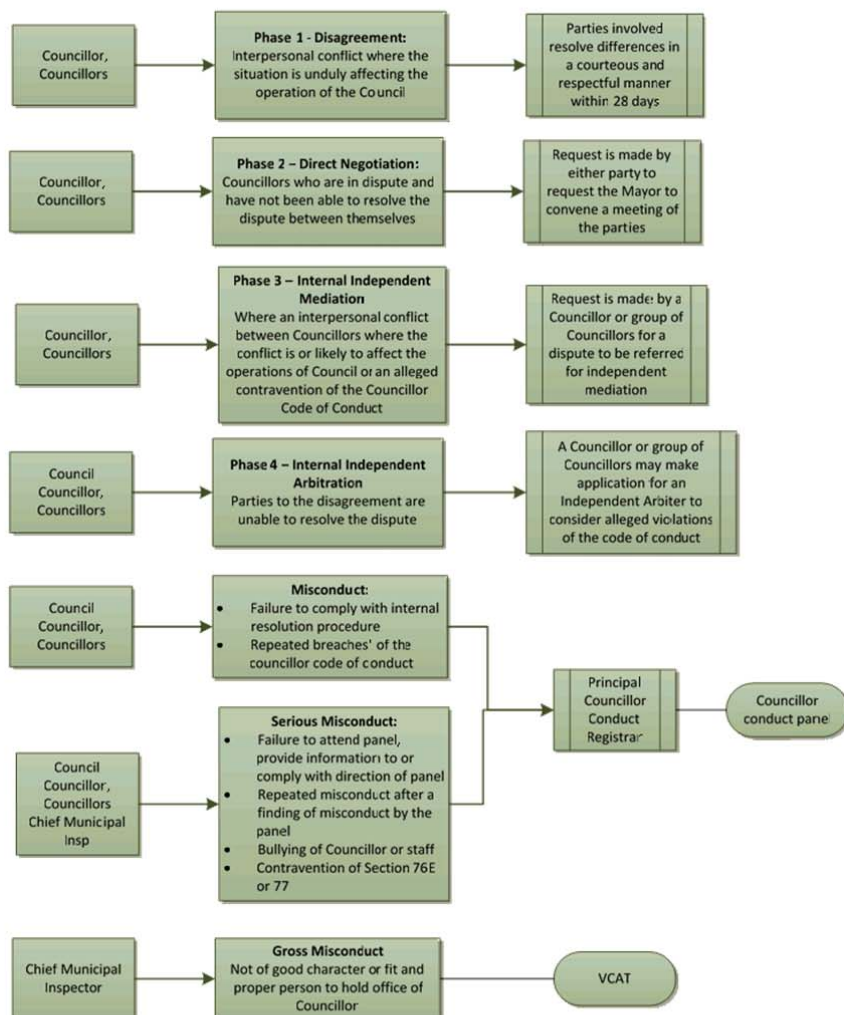 Councillor,
Councillors
Phase 1 - Disagreement:
Interpersonal conflict where the
situation is unduly affecting the
operation of the Council
Parties involved
resolve differences in
a courteous and
respectful manner
within 28 days
Councillor,
Councillors
Phase 2 – Direct Negotiation:
Councillors who are in dispute and
have not been able to resolve the
dispute between themselves
Request is made by
either party to
request the Mayor to
convene a meeting of
the parties
Councillor,
Councillors
Phase 3 – Internal Independent
Mediation
Where an interpersonal conflict
between Councillors where the
conflict is or likely to affect the
operations of Council or an alleged
contravention of the Councillor
Code of Conduct
Request is made by a
Councillor or group of
Councillors for a
dispute to be referred
for independent
mediation
Council
Councillor,
Councillors
Phase 4 – Internal Independent
Arbitration
Parties to the disagreement are
unable to resolve the dispute
A Councillor or group of
Councillors may make
application for an
Independent Arbiter to
consider alleged violations
of the code of conduct
Council
Councillor,
Councillors
Misconduct:
• Failure to comply with internal
resolution procedure
• Repeated breaches' of the
councillor code of conduct
Principal
Councillor
Conduct
Registrar
Councillor
conduct panel
Council
Councillor,
Councillors
Chief Municipal
Insp
Serious Misconduct:
• Failure to attend panel,
provide information to or
comply with direction of panel
• Repeated misconduct after a
finding of misconduct by the
panel
• Bullying of Councillor or staff
• Contravention of Section 76E
or 77
Chief Municipal
Inspector
Gross Misconduct
Not of good character or fit and
proper person to hold office of
Councillor
VCAT